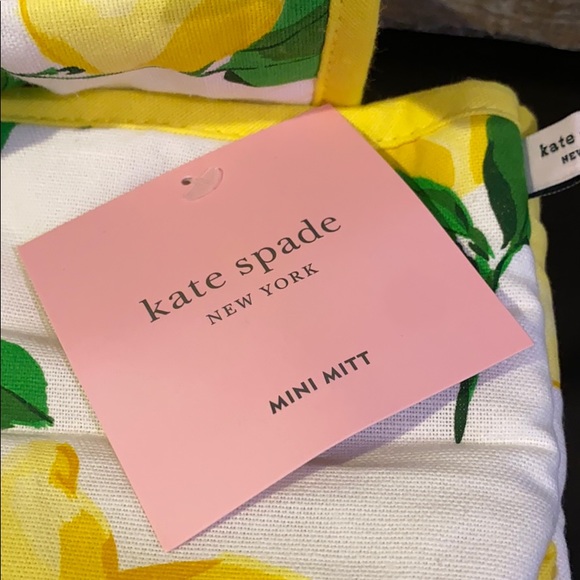 kate spade
NEW YORK
MINI MITT
kate
NEW